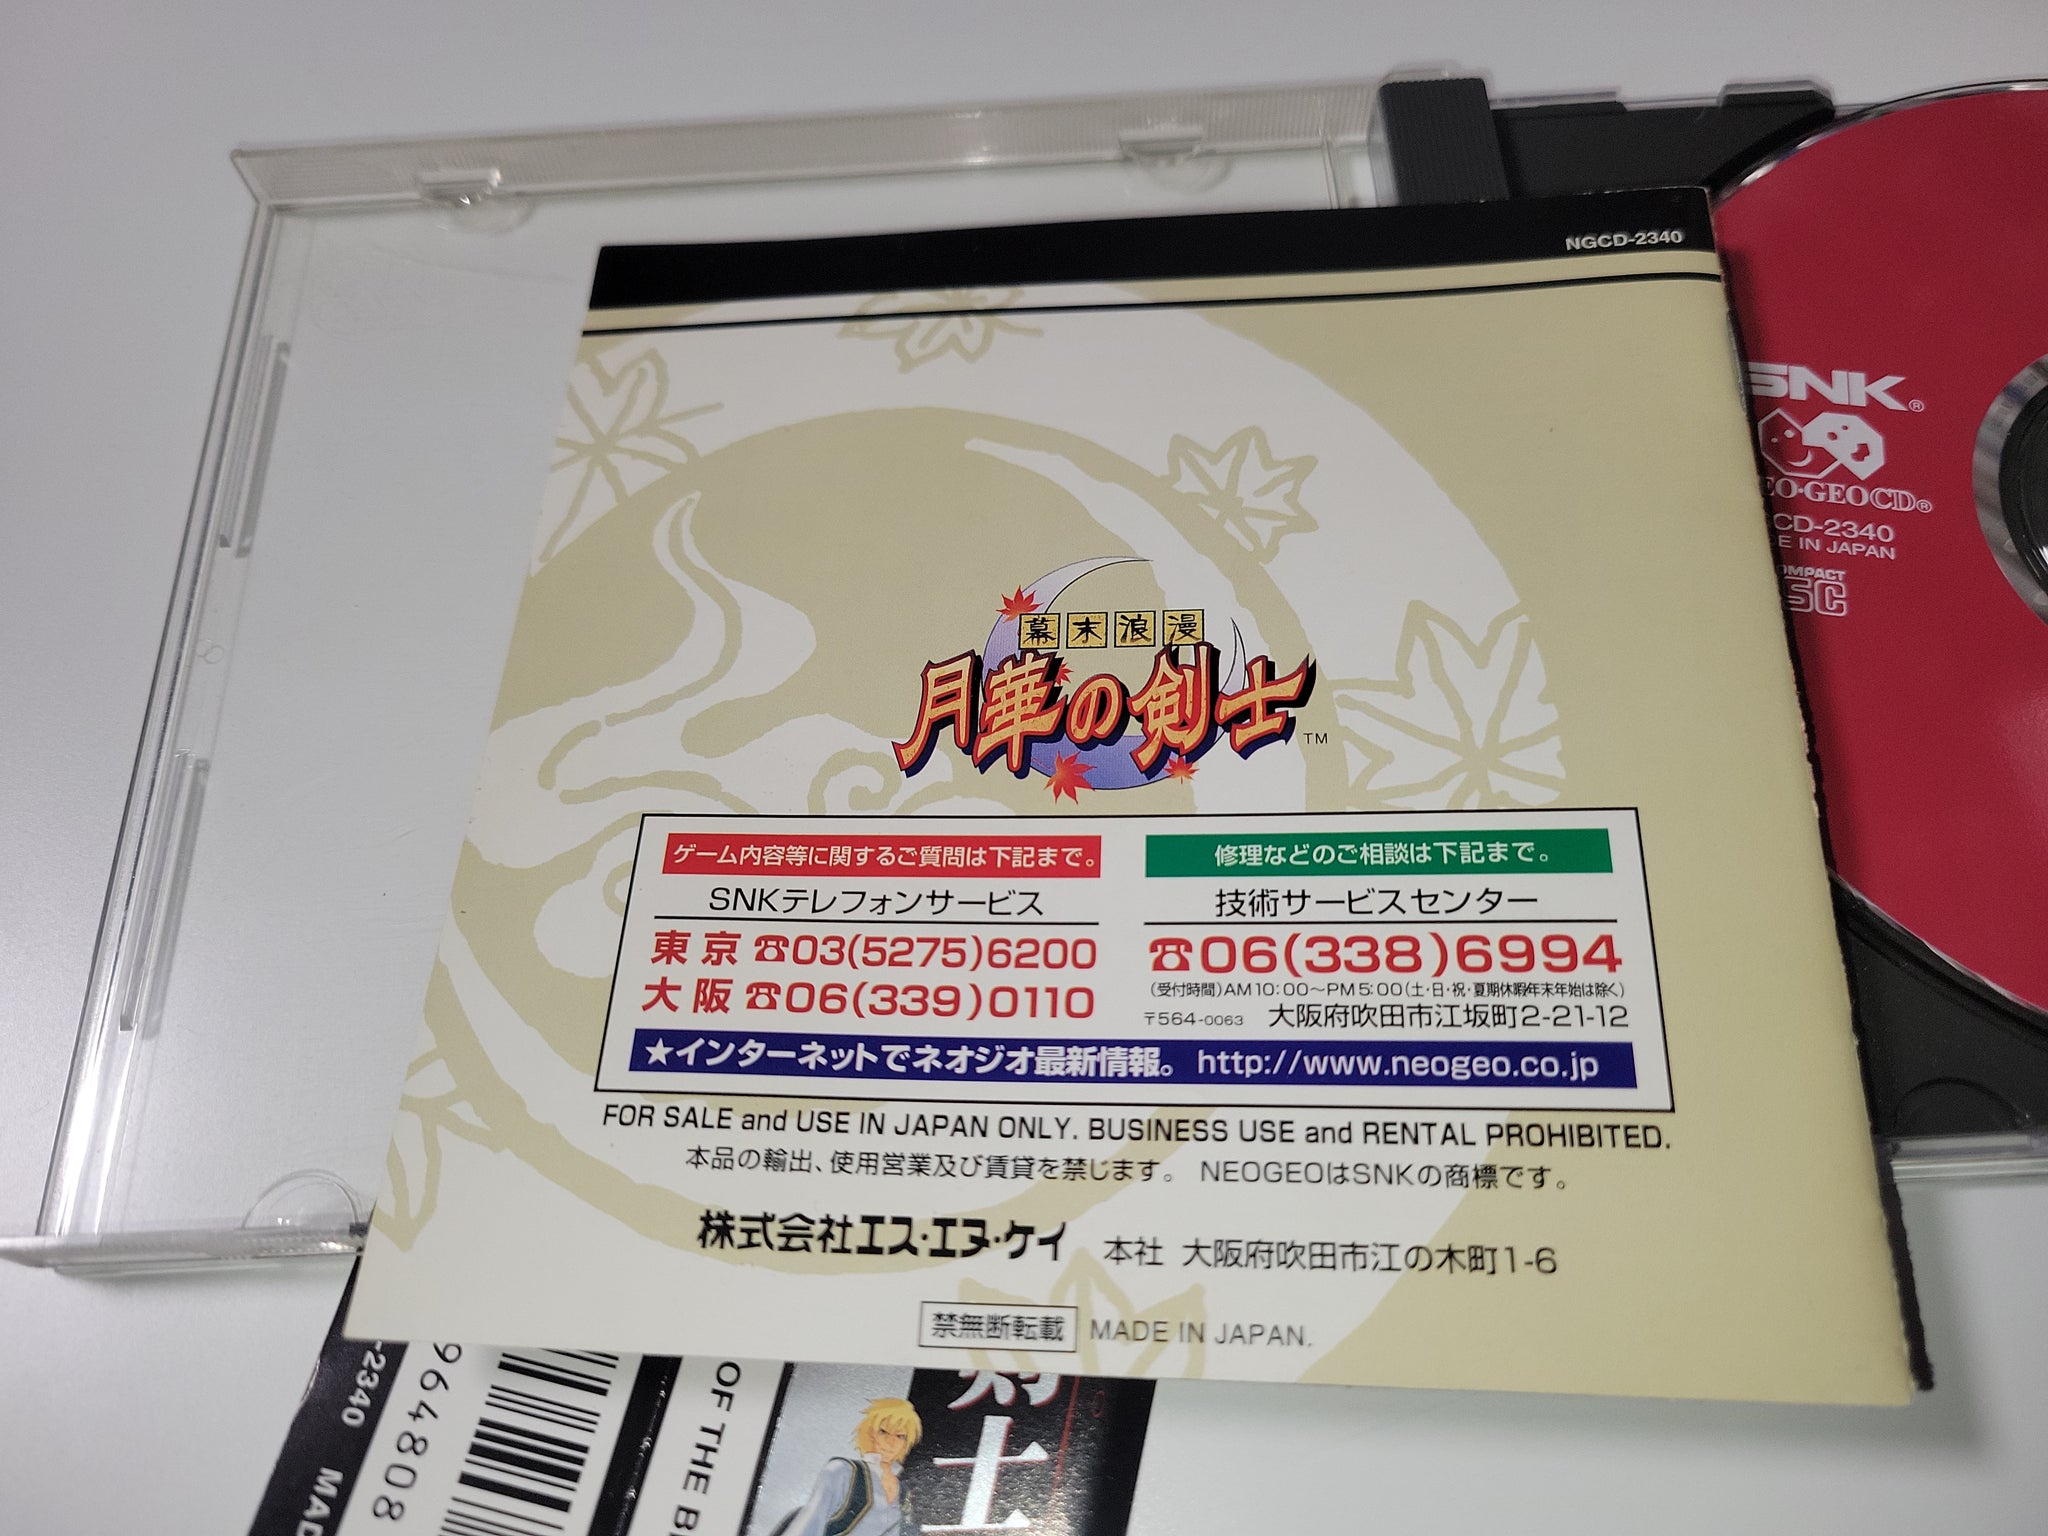 NGCD-2340
幕末浪漫
月華の剣士
TM
ゲーム内容等に関するご質問は下記まで。
SNKテレフォンサービス
東京 ☎03(5275)6200
大阪 ☎06(339)0110
修理などのご相談は下記まで。
技術サービスセンター
☎06(338)6994
(受付時間)AM10:00〜PM5:00(土・日・祝・夏期休暇年末年始は除く)
〒564-0063 大阪府吹田市江坂町2-21-12
★インターネットでネオジオ最新情報。 http://www.neogeo.co.jp
FOR SALE and USE IN JAPAN ONLY. BUSINESS USE and RENTAL PROHIBITED.
本品の輸出、使用営業及び賃貸を禁じます。 NEOGEOはSNKの商標です。
株式会社エス・エヌ・ケイ 本社 大阪府吹田市江の木町1-6
禁無断転載 MADE IN JAPAN.
SNK®
EO·GEOCD®
CD-2340
E IN JAPAN
OMPACT
SC
-2340 MAD
964808
OF THE B
剣士